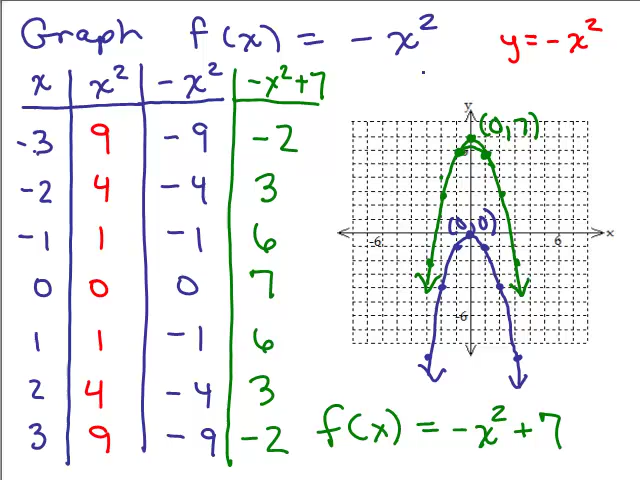 Graph f(x) = - x² y = - x²
x x² - x² - x² + 7
-3 9 -9 -2
-2 4 -4 3
-1 1 -1 6
0 0 0 7
1 1 -1 6
2 4 -4 3
3 9 -9 -2
y
(0,7)
(0,0)
-6 6 x
-6
f(x) = - x² + 7